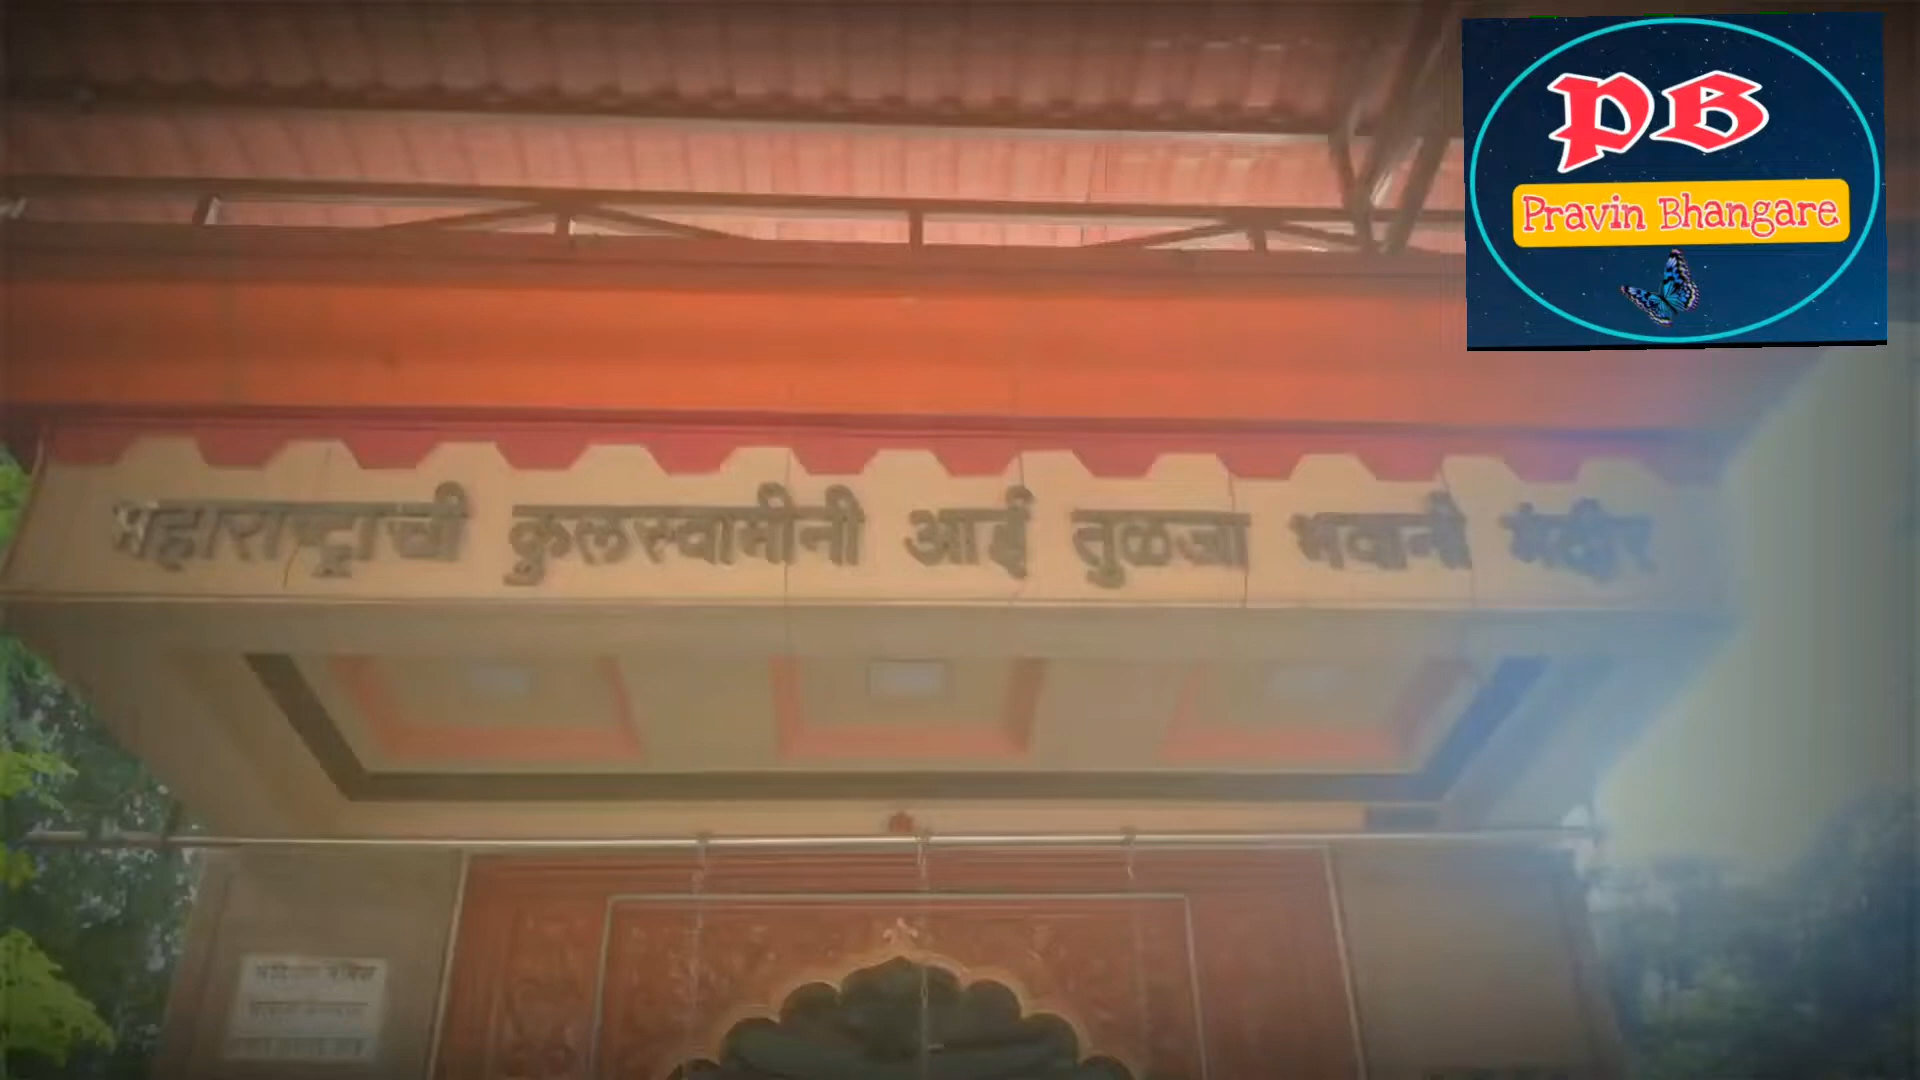 PB
Pravin Bhangare
महाराष्ट्राची कुलस्वामीनी आई तुळजा भवानी मंदीर